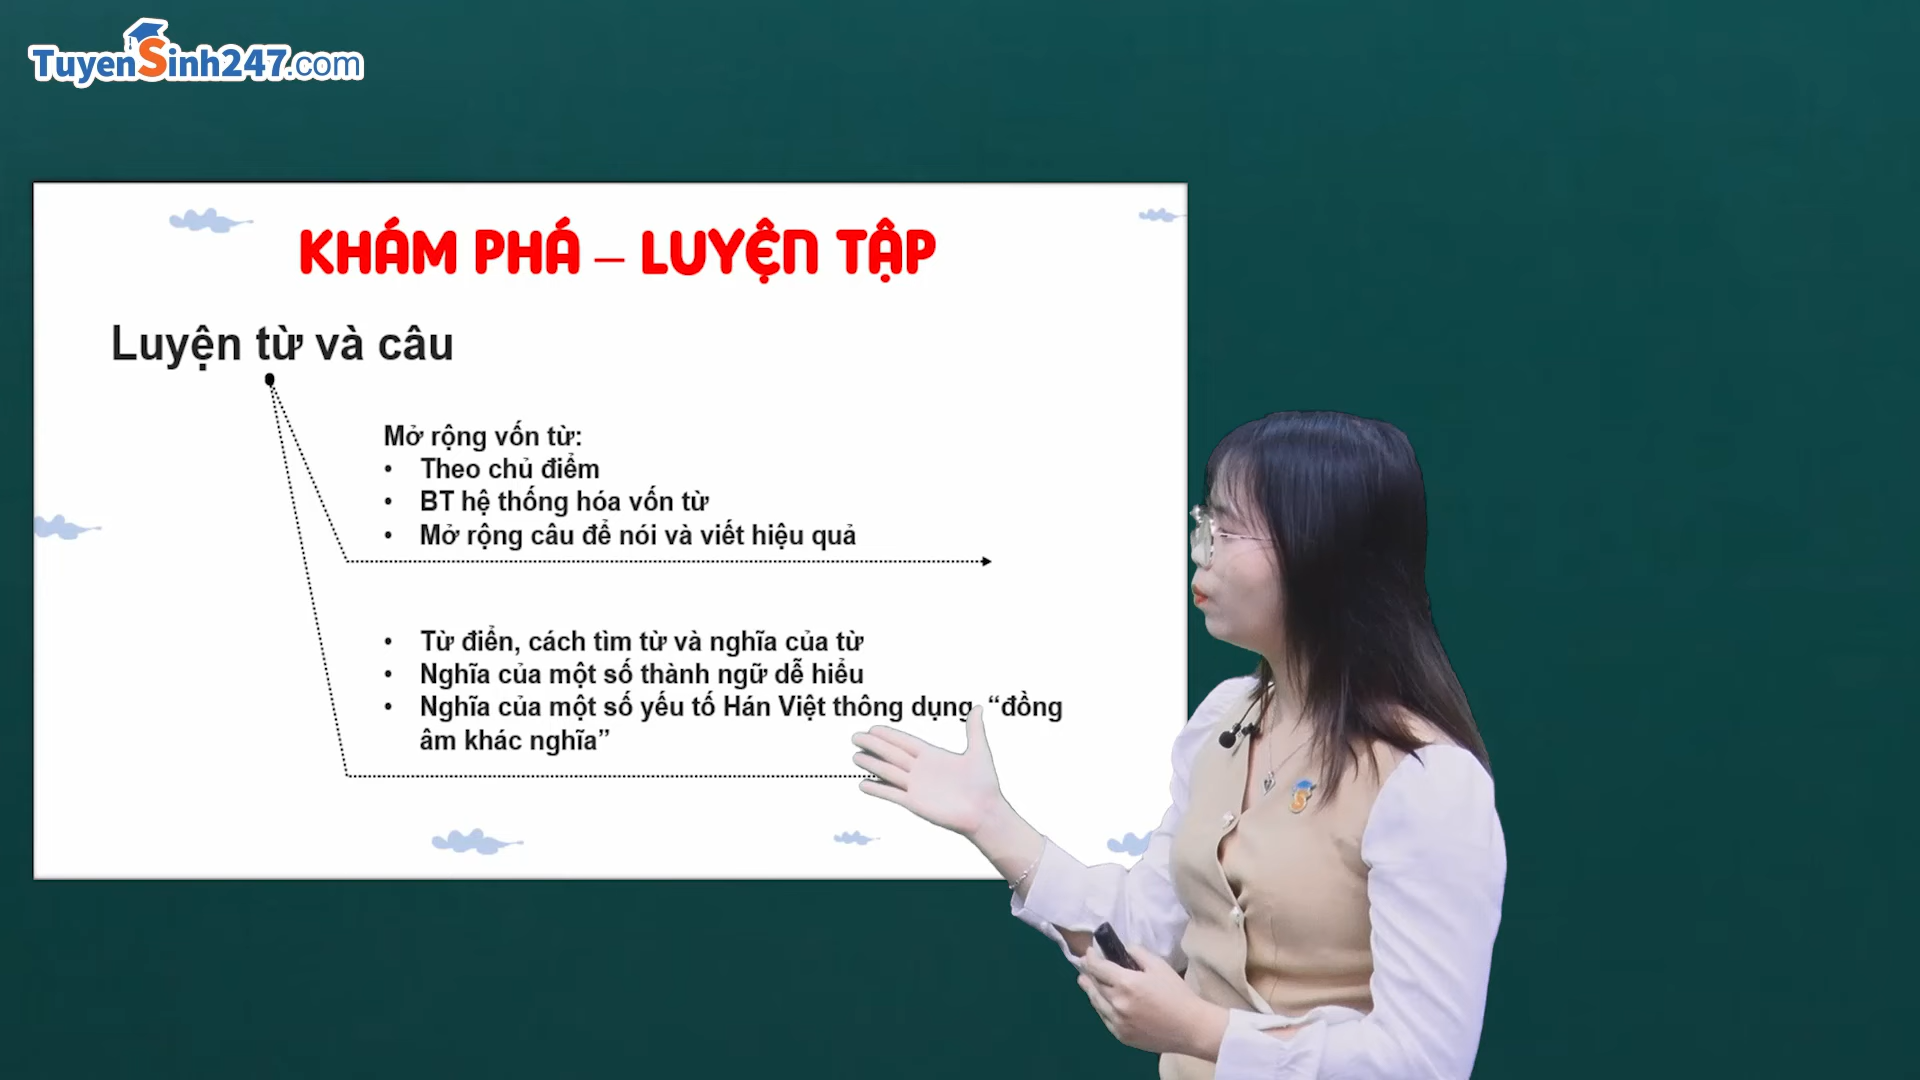 TuyenSinh247.com
KHÁM PHÁ – LUYỆN TẬP
Luyện từ và câu
Mở rộng vốn từ:
• Theo chủ điểm
• BT hệ thống hóa vốn từ
• Mở rộng câu để nói và viết hiệu quả
• Từ điển, cách tìm từ và nghĩa của từ
• Nghĩa của một số thành ngữ dễ hiểu
• Nghĩa của một số yếu tố Hán Việt thông dụng, “đồng
âm khác nghĩa”